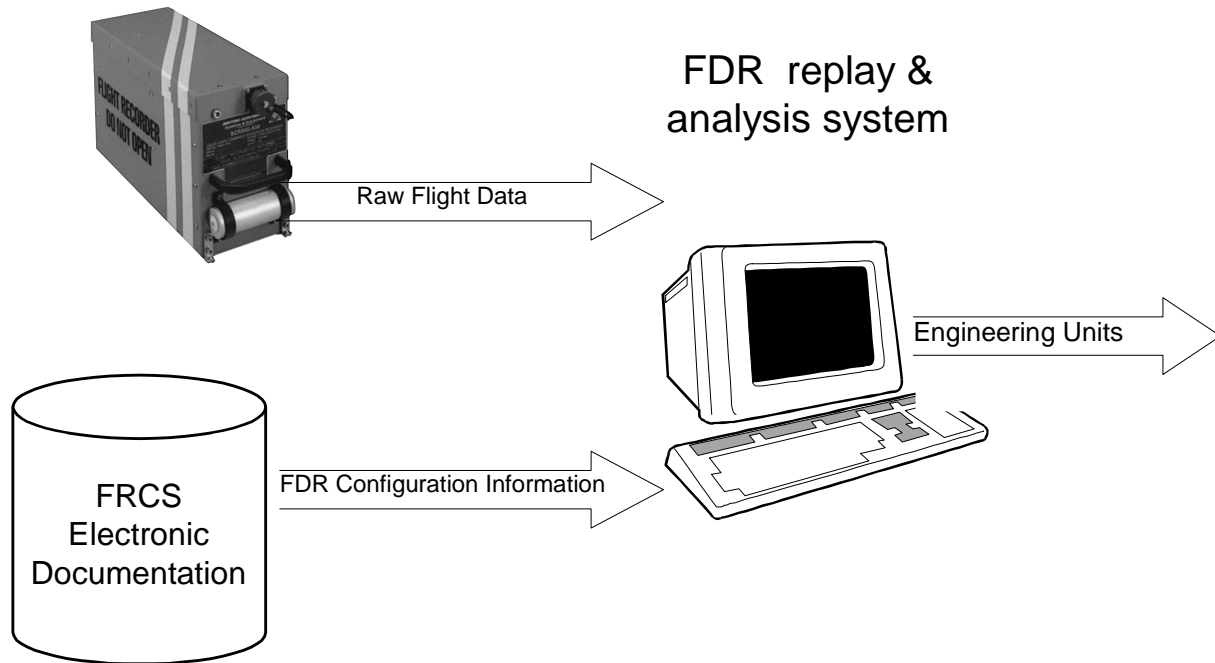 FDR replay &
analysis system
FLIGHT RECORDER
DO NOT OPEN
Raw Flight Data
Engineering Units
FDR Configuration Information
FRCS
Electronic
Documentation